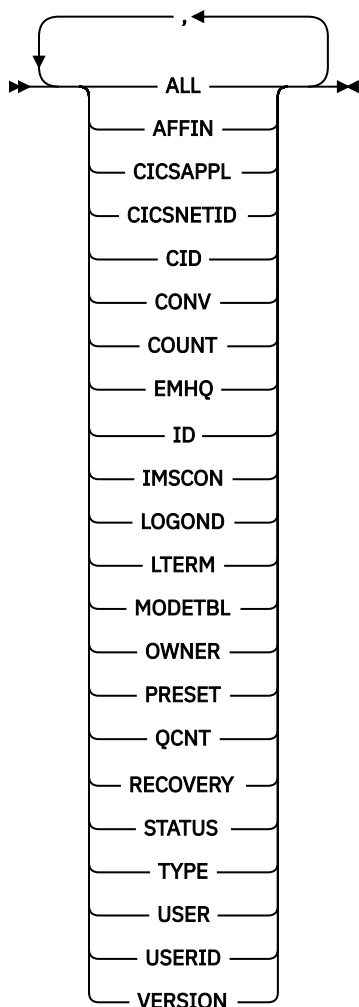 ,
ALL
AFFIN
CICSAPPL
CICSNETID
CID
CONV
COUNT
EMHQ
ID
IMSCON
LOGOND
LTERM
MODETBL
OWNER
PRESET
QCNT
RECOVERY
STATUS
TYPE
USER
USERID
VERSION